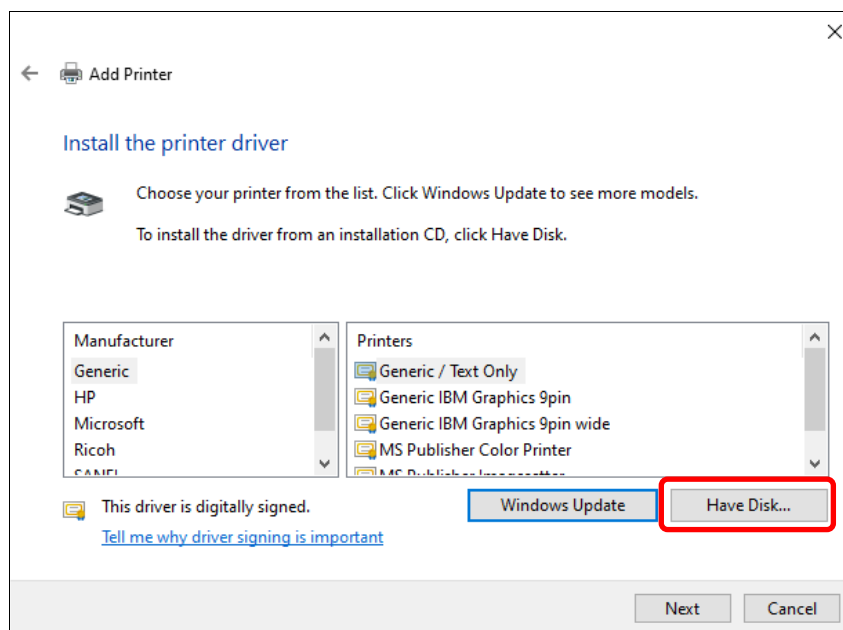 Add Printer
Install the printer driver
Choose your printer from the list. Click Windows Update to see more models.
To install the driver from an installation CD, click Have Disk.
Manufacturer
Generic
HP
Microsoft
Ricoh
Printers
Generic / Text Only
Generic IBM Graphics 9pin
Generic IBM Graphics 9pin wide
MS Publisher Color Printer
MS Publisher Imagesetter
This driver is digitally signed.
Tell me why driver signing is important
Windows Update
Have Disk...
Next
Cancel